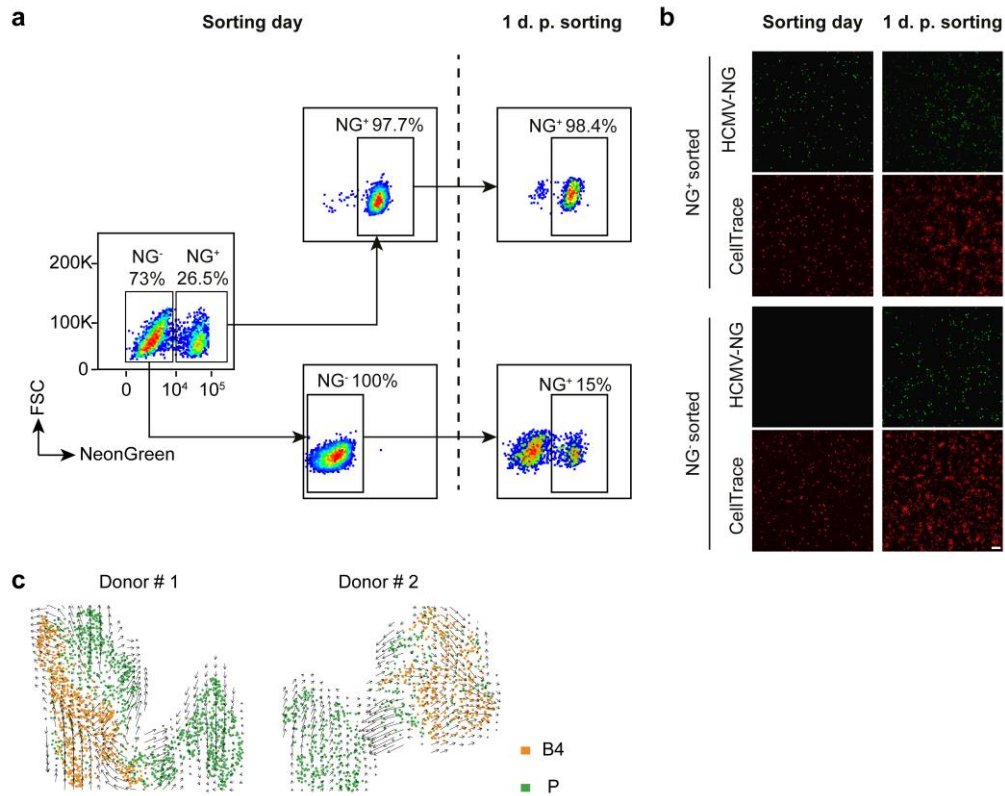 a
Sorting day
1 d. p. sorting
NG⁺ 97.7%
NG⁺ 98.4%
NG⁻
73%
NG⁺
26.5%
200K
100K
0
0
10⁴
10⁵
FSC
NeonGreen
NG⁻ 100%
NG⁺ 15%
b
Sorting day
1 d. p. sorting
NG⁺ sorted
HCMV-NG
CellTrace
NG⁻ sorted
HCMV-NG
CellTrace
c
Donor # 1
Donor # 2
B4
P